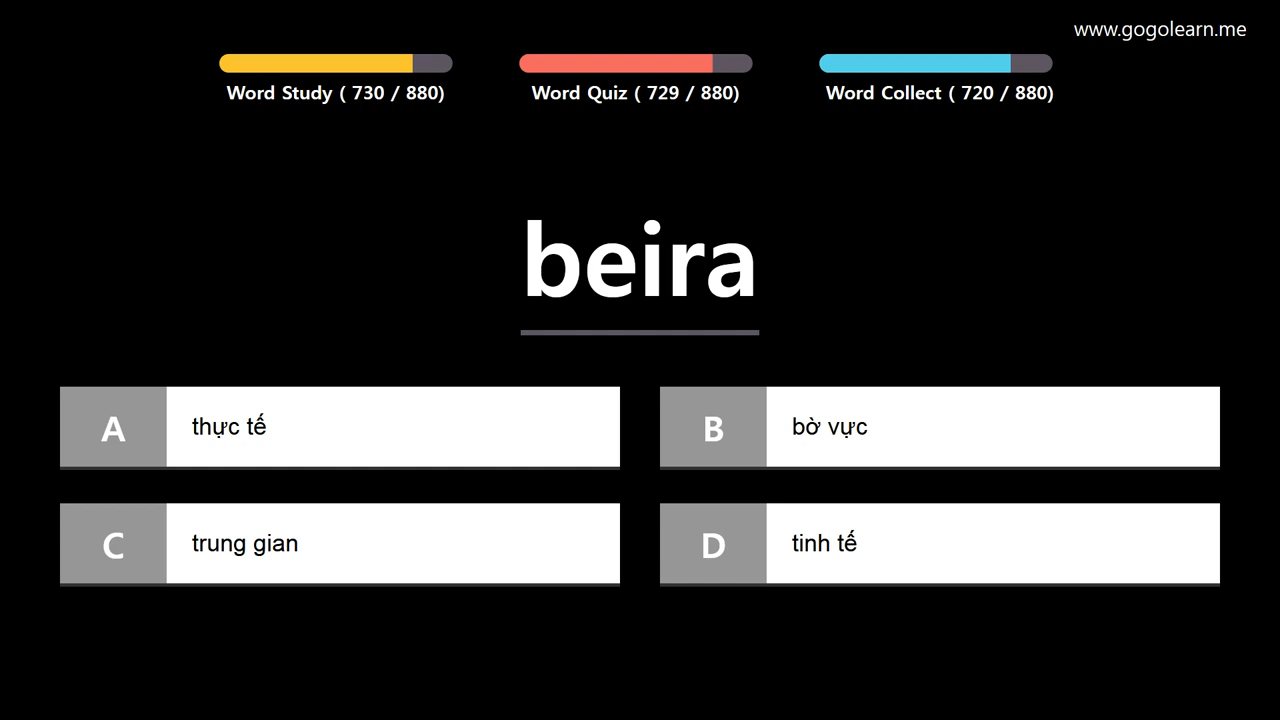 www.gogolearn.me
Word Study ( 730 / 880)
Word Quiz ( 729 / 880)
Word Collect ( 720 / 880)
beira
A thực tế
B bờ vực
C trung gian
D tinh tế